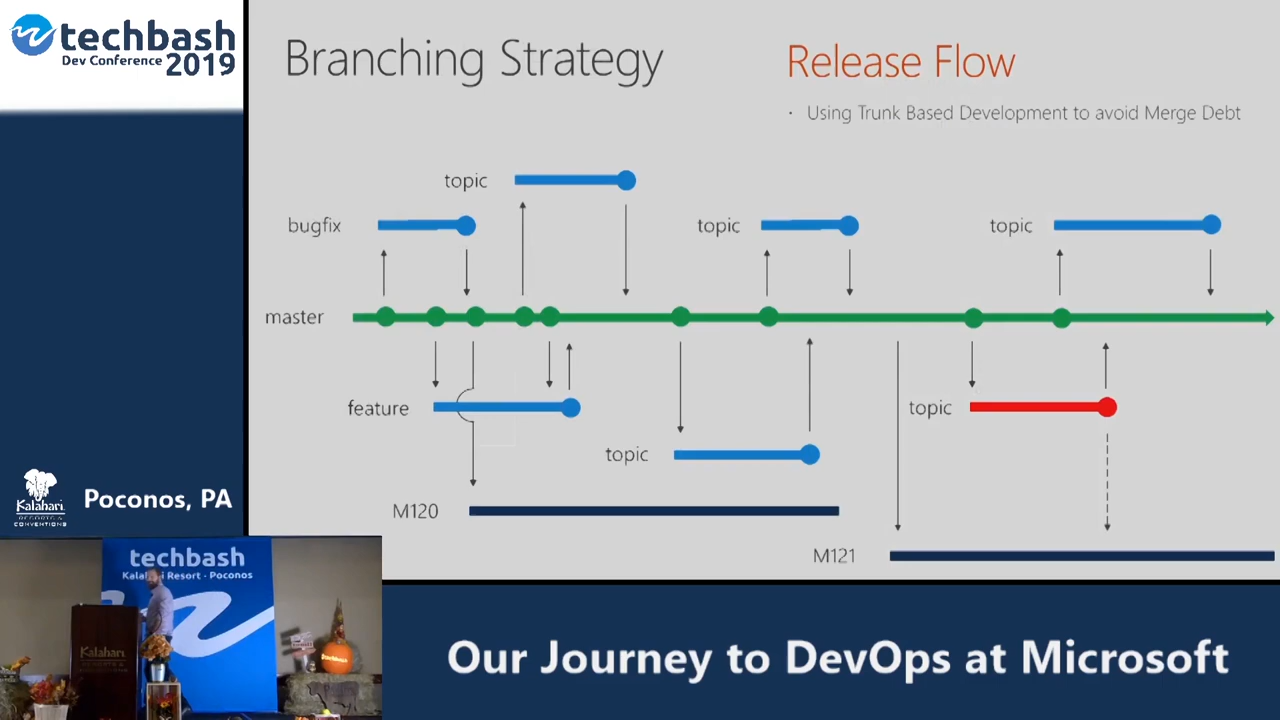 techbash
Dev Conference 2019
Branching Strategy
Release Flow
· Using Trunk Based Development to avoid Merge Debt
topic
bugfix
topic
topic
master
feature
topic
topic
M120
M121
Kalahari
RESORTS &
CONVENTIONS
Poconos, PA
techbash
Kalahari Resort · Poconos
Kalahari
Our Journey to DevOps at Microsoft